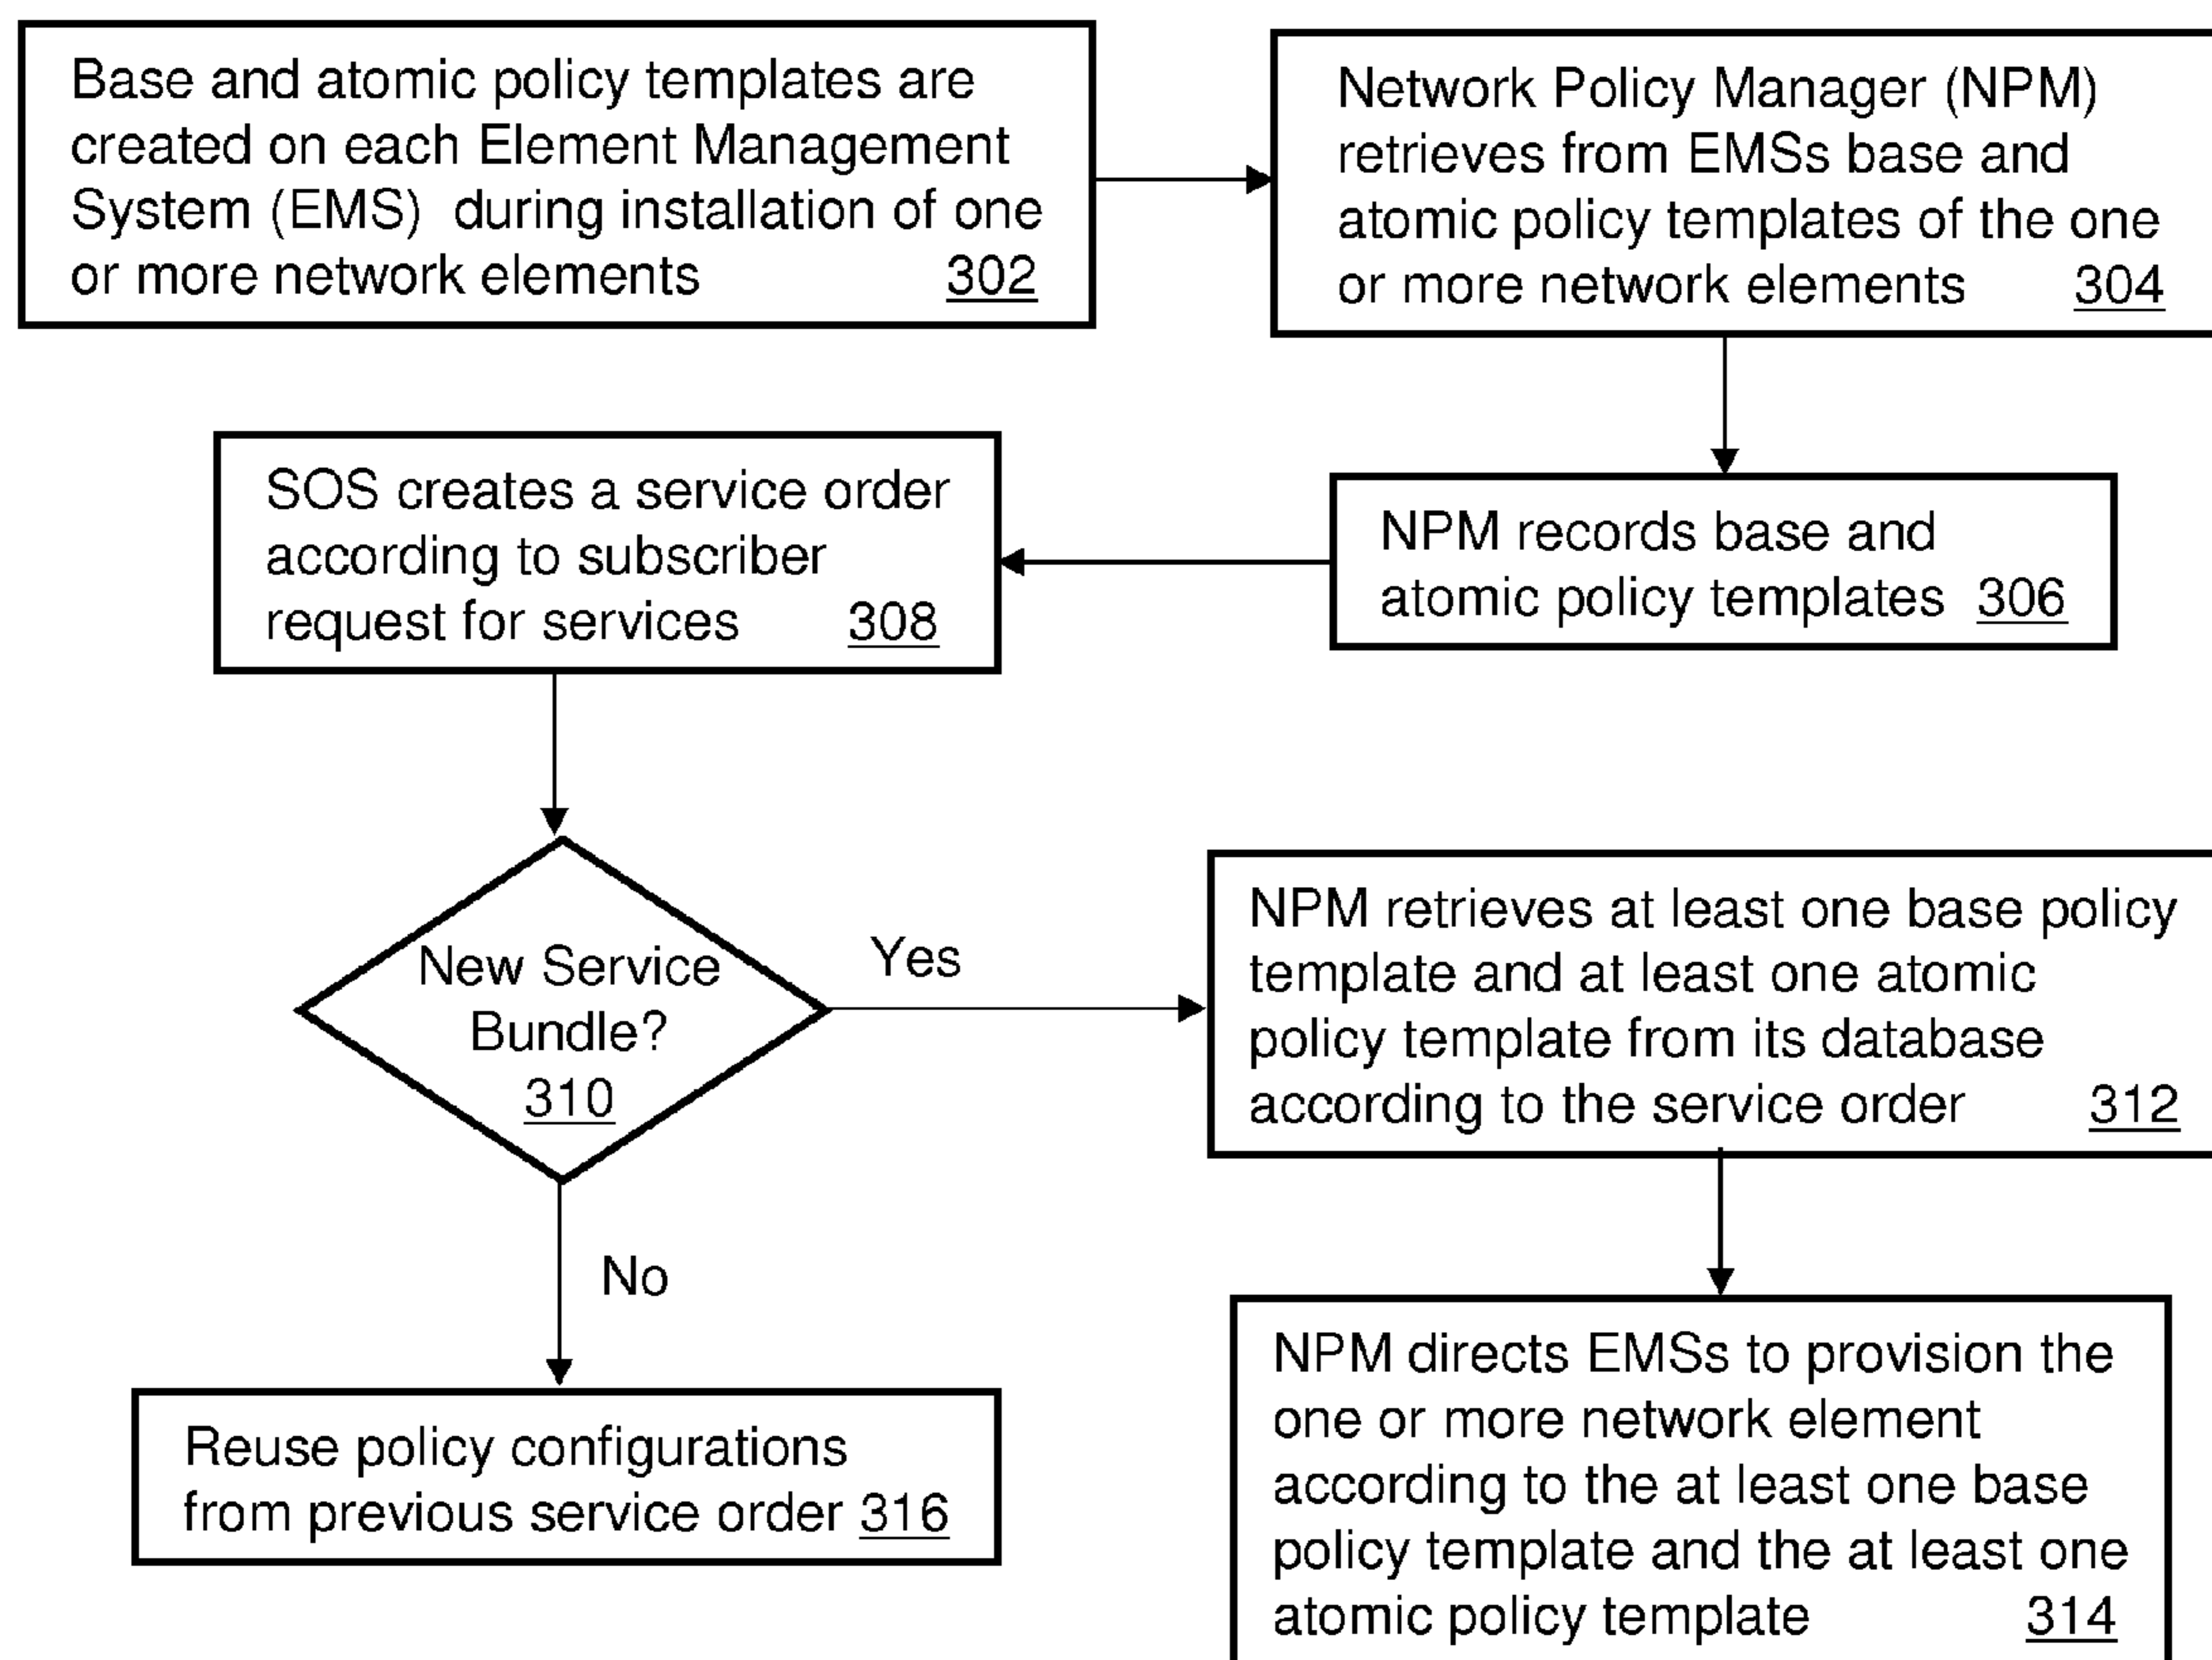 Base and atomic policy templates are
created on each Element Management
System (EMS) during installation of one
or more network elements 302
Network Policy Manager (NPM)
retrieves from EMSs base and
atomic policy templates of the one
or more network elements 304
NPM records base and
atomic policy templates 306
SOS creates a service order
according to subscriber
request for services 308
New Service
Bundle?
310
Yes
NPM retrieves at least one base policy
template and at least one atomic
policy template from its database
according to the service order 312
NPM directs EMSs to provision the
one or more network element
according to the at least one base
policy template and the at least one
atomic policy template 314
No
Reuse policy configurations
from previous service order 316